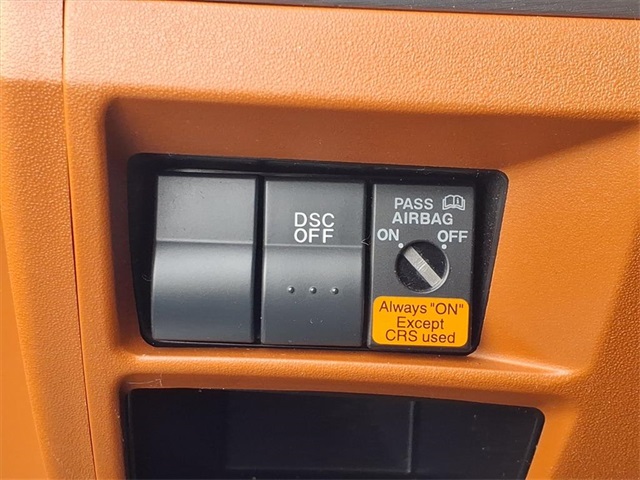 DSC
OFF
PASS
AIRBAG
ON OFF
Always "ON"
Except
CRS used